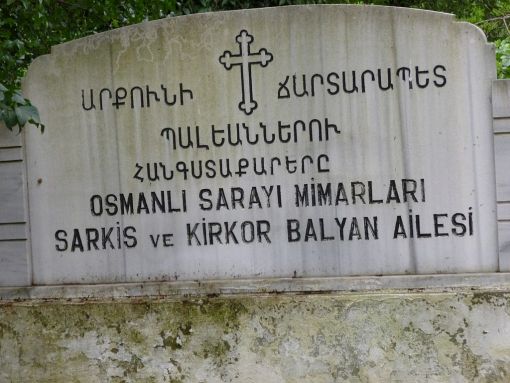 ԱՐՔՈՒՆԻ ՃԱՐՏԱՐԱՊԵՏ
ՊԱԼԵԱՆՆԵՐՈՒ
ՀԱՆԳՍՏԱՔԱՐԵՐԸ
OSMANLI SARAYI MİMARLARI
SARKİS VE KİRKOR BALYAN AİLESİ